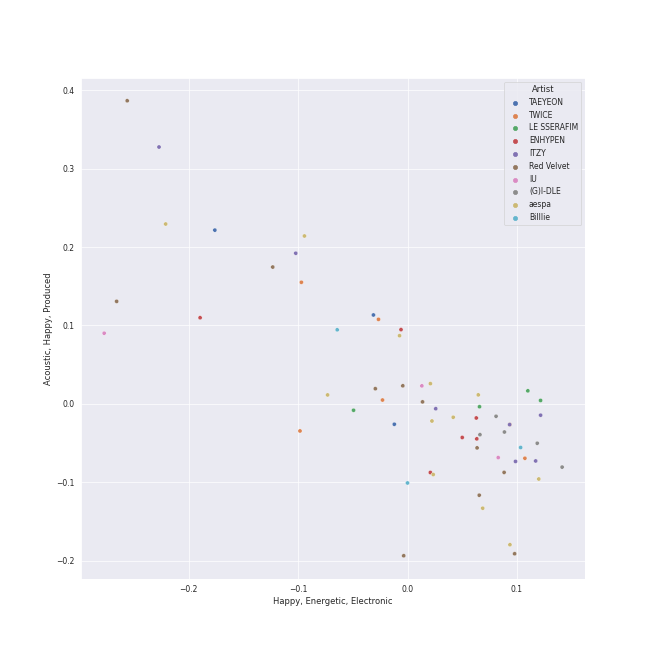 Artist
TAEYEON
TWICE
LE SSERAFIM
ENHYPEN
ITZY
Red Velvet
IU
(G)I-DLE
aespa
Billlie
0.4
0.3
0.2
0.1
0.0
−0.1
−0.2
Acoustic, Happy, Produced
−0.2 −0.1 0.0 0.1
Happy, Energetic, Electronic